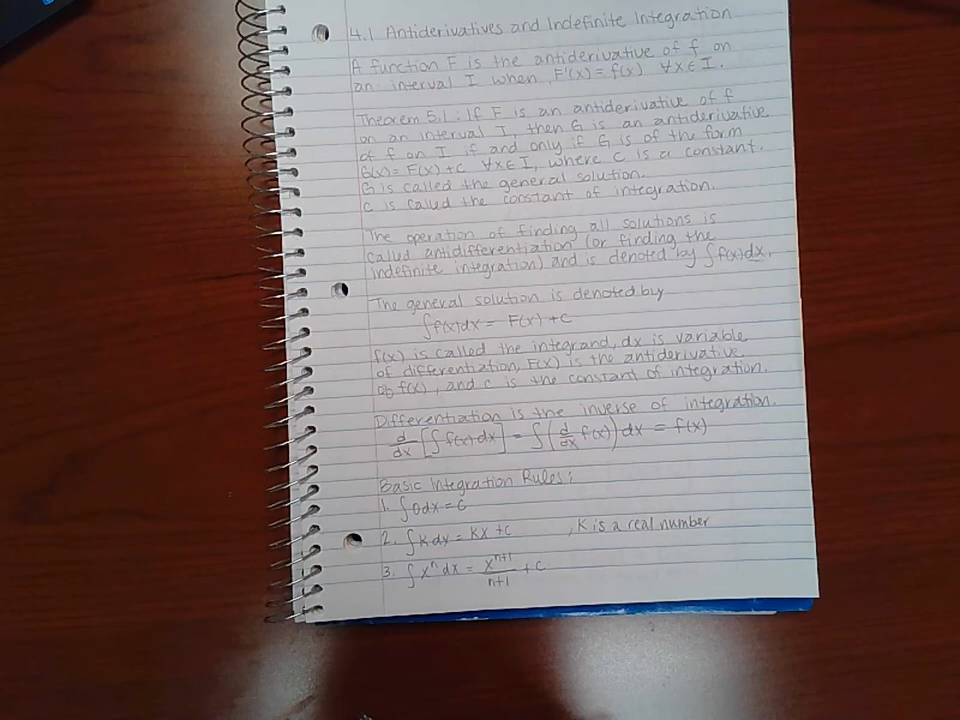 4.1 Antiderivatives and Indefinite Integration
A function F is the antiderivative of f on
an interval I when F'(x) = f(x) ∀x∈I.
Theorem 5.1: If F is an antiderivative of f
on an interval I, then G is an antiderivative
of f on I if and only if G is of the form
G(x) = F(x) + C ∀x∈I, where C is a constant.
G is called the general solution.
C is called the constant of integration.
The operation of finding all solutions is
called antidifferentiation (or finding the
indefinite integration) and is denoted by ∫f(x)dx.
The general solution is denoted by
∫f(x)dx = F(x) + C
f(x) is called the integrand, dx is variable
of differentiation, F(x) is the antiderivative
of f(x), and c is the constant of integration.
Differentiation is the inverse of integration.
d/dx [∫f(x)dx] = ∫(d/dx f(x))dx = f(x)
Basic Integration Rules:
1. ∫0dx = C
2. ∫Kdx = Kx + C , K is a real number
3. ∫xⁿdx = xⁿ⁺¹/n+1 + C